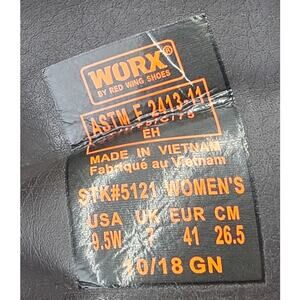 WORX
BY RED WING SHOES
ASTM F 2413-11
EH
MADE IN VIETNAM
Fabriqué au Vietnam
STK#5121 WOMEN'S
USA UK EUR CM
9.5W 7 41 26.5
10/18 GN